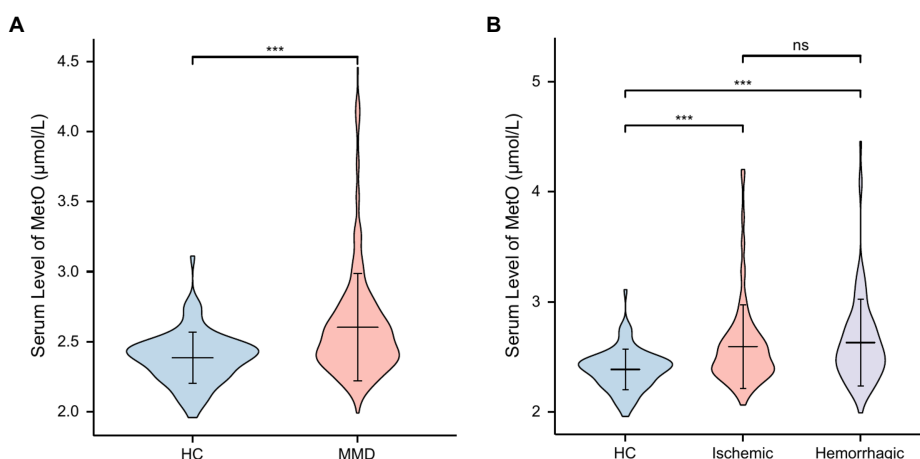 A
Serum Level of MetO (µmol/L)
4.5
4.0
3.5
3.0
2.5
2.0
***
HC
MMD
B
Serum Level of MetO (µmol/L)
5
4
3
2
ns
***
***
HC
Ischemic
Hemorrhagic